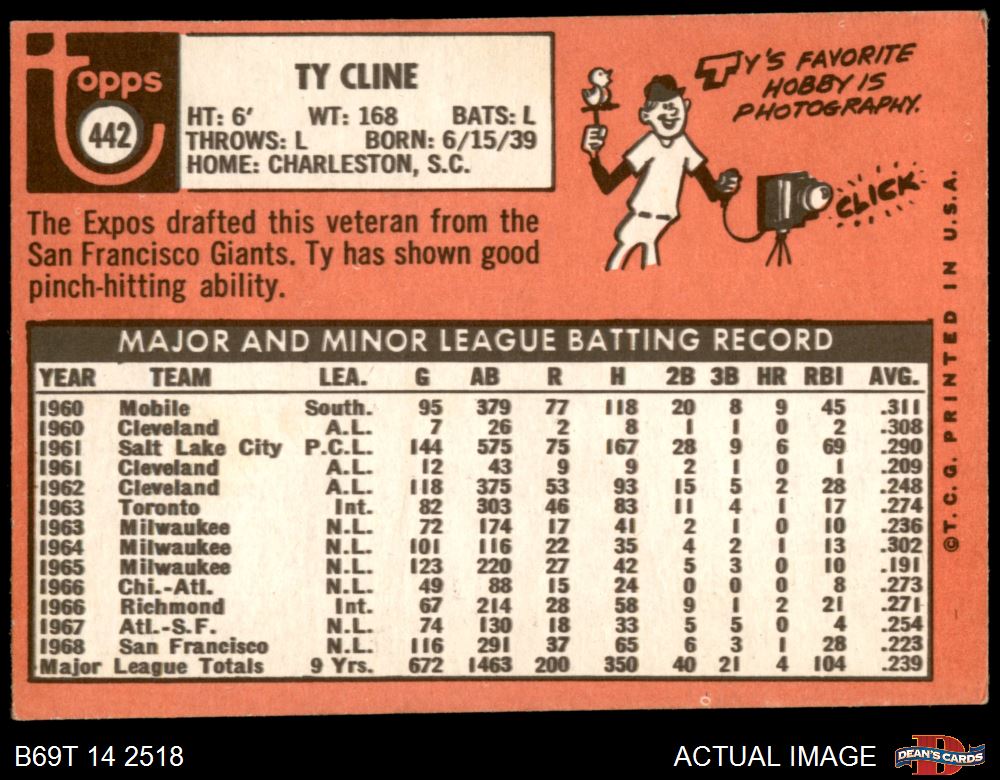 Topps
442
TY CLINE
HT: 6' WT: 168 BATS: L
THROWS: L BORN: 6/15/39
HOME: CHARLESTON, S.C.
TY'S FAVORITE
HOBBY IS
PHOTOGRAPHY.
CLICK
The Expos drafted this veteran from the
San Francisco Giants. Ty has shown good
pinch-hitting ability.
MAJOR AND MINOR LEAGUE BATTING RECORD
YEAR TEAM LEA. G AB R H 2B 3B HR RBI AVG.
1960 Mobile South. 95 379 77 118 20 8 9 45 .311
1960 Cleveland A.L. 7 26 2 8 1 1 0 2 .308
1961 Salt Lake City P.C.L. 144 575 75 167 28 9 6 69 .290
1961 Cleveland A.L. 12 43 9 9 2 1 0 1 .209
1962 Cleveland A.L. 118 375 53 93 15 5 2 28 .248
1963 Toronto Int. 82 303 46 83 11 4 1 17 .274
1963 Milwaukee N.L. 72 174 17 41 2 1 0 10 .236
1964 Milwaukee N.L. 101 116 22 35 4 2 1 13 .302
1965 Milwaukee N.L. 123 220 27 42 5 3 0 10 .191
1966 Chi.-Atl. N.L. 49 88 15 24 0 0 0 8 .273
1966 Richmond Int. 67 214 28 58 9 1 2 21 .271
1967 Atl.-S.F. N.L. 74 130 18 33 5 5 0 4 .254
1968 San Francisco N.L. 116 291 37 65 6 3 1 28 .223
Major League Totals 9 Yrs. 672 1463 200 350 40 21 4 104 .239
©T.C.G. PRINTED IN U.S.A.
B69T 14 2518
ACTUAL IMAGE
DEAN'S CARDS